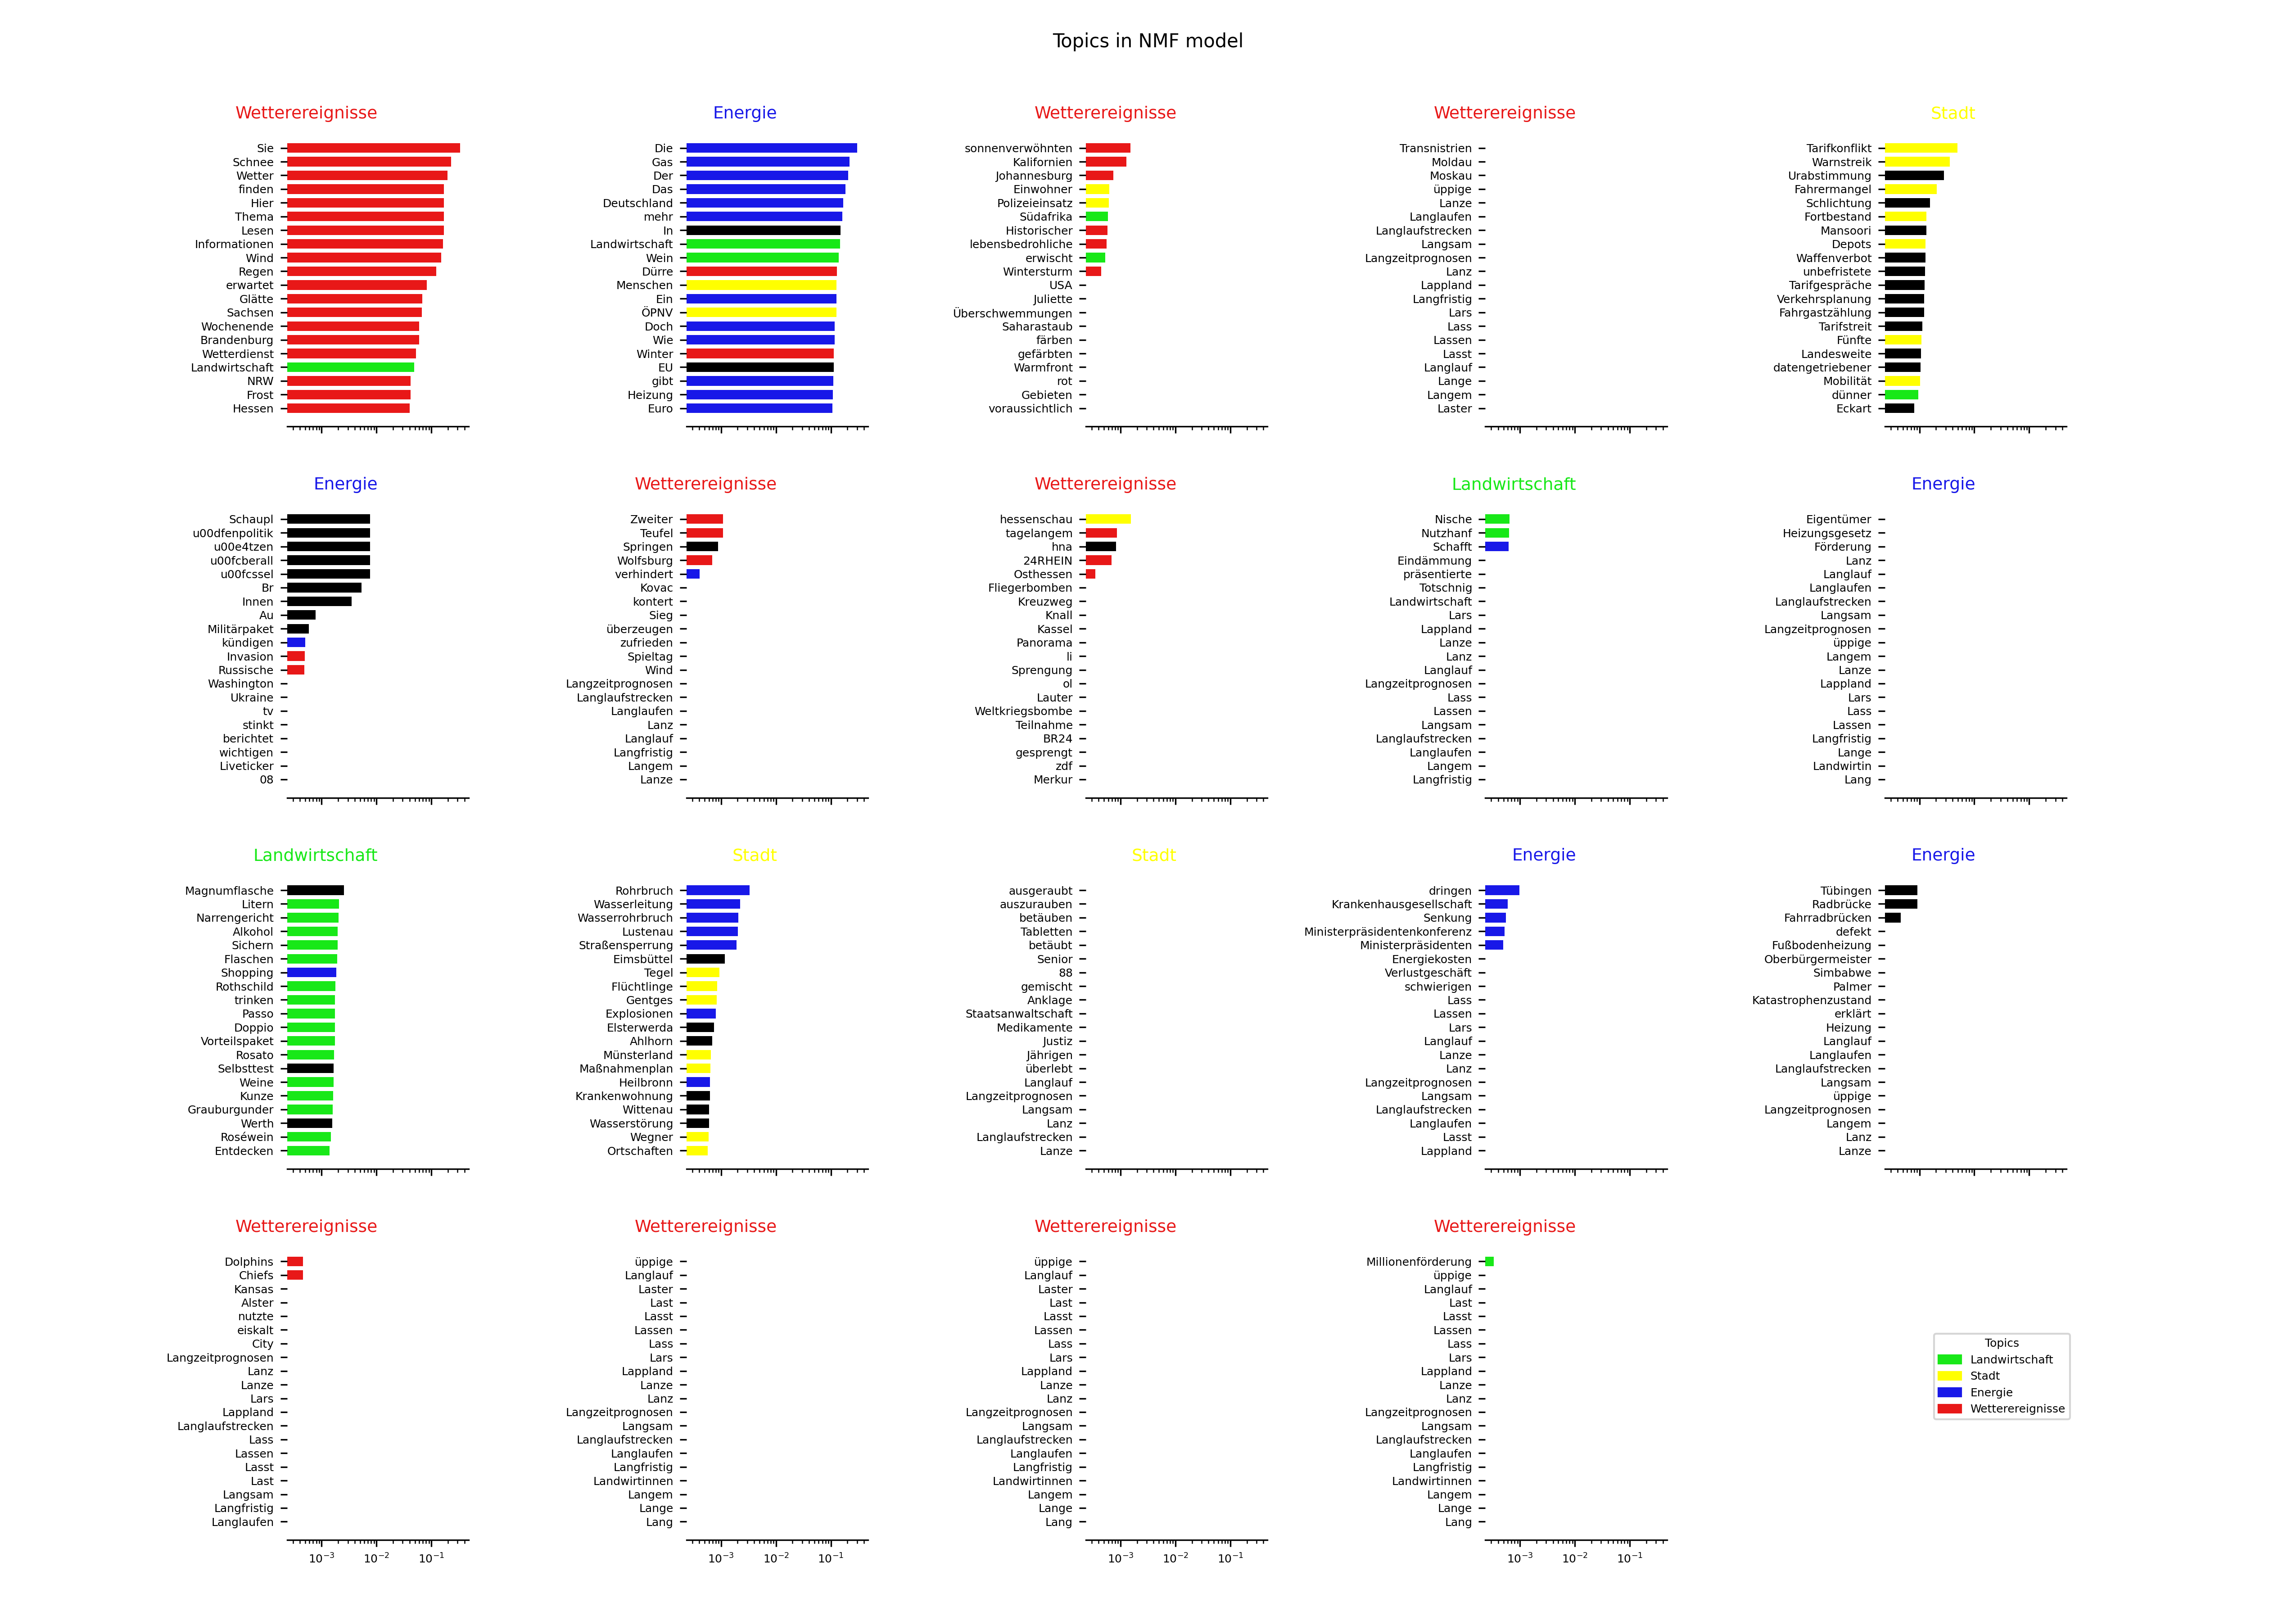 Topics in NMF model
Wetterereignisse
Sie
Schnee
Wetter
finden
Hier
Thema
Lesen
Informationen
Wind
Regen
erwartet
Glätte
Sachsen
Wochenende
Brandenburg
Wetterdienst
Landwirtschaft
NRW
Frost
Hessen
Energie
Die
Gas
Der
Das
Deutschland
mehr
In
Landwirtschaft
Wein
Dürre
Menschen
Ein
ÖPNV
Doch
Wie
Winter
EU
gibt
Heizung
Euro
Wetterereignisse
sonnenverwöhnten
Kalifornien
Johannesburg
Einwohner
Polizeieinsatz
Südafrika
Historischer
lebensbedrohliche
erwischt
Wintersturm
USA
Juliette
Überschwemmungen
Saharastaub
färben
gefärbten
Warmfront
rot
Gebieten
voraussichtlich
Wetterereignisse
Transnistrien
Moldau
Moskau
üppige
Lanze
Langlaufen
Langlaufstrecken
Langsam
Langzeitprognosen
Lanz
Lappland
Langfristig
Lars
Lass
Lassen
Lasst
Langlauf
Lange
Langem
Laster
Stadt
Tarifkonflikt
Warnstreik
Urabstimmung
Fahrermangel
Schlichtung
Fortbestand
Mansoori
Depots
Waffenverbot
unbefristete
Tarifgespräche
Verkehrsplanung
Fahrgastzählung
Tarifstreit
Fünfte
Landesweite
datengetriebener
Mobilität
dünner
Eckart
Energie
Schaupl
u00dfenpolitik
u00e4tzen
u00fcberall
u00fcssel
Br
Innen
Au
Militärpaket
kündigen
Invasion
Russische
Washington
Ukraine
tv
stinkt
berichtet
wichtigen
Liveticker
08
Wetterereignisse
Zweiter
Teufel
Springen
Wolfsburg
verhindert
Kovac
kontert
Sieg
überzeugen
zufrieden
Spieltag
Wind
Langzeitprognosen
Langlaufstrecken
Langlaufen
Lanz
Langlauf
Langfristig
Langem
Lanze
Wetterereignisse
hessenschau
tagelangem
hna
24RHEIN
Osthessen
Fliegerbomben
Kreuzweg
Knall
Kassel
Panorama
li
Sprengung
ol
Lauter
Weltkriegsbombe
Teilnahme
BR24
gesprengt
zdf
Merkur
Landwirtschaft
Nische
Nutzhanf
Schafft
Eindämmung
präsentierte
Totschnig
Landwirtschaft
Lars
Lappland
Lanze
Lanz
Langlauf
Langzeitprognosen
Lass
Lassen
Langsam
Langlaufstrecken
Langlaufen
Langem
Langfristig
Energie
Eigentümer
Heizungsgesetz
Förderung
Lanz
Langlauf
Langlaufen
Langlaufstrecken
Langsam
Langzeitprognosen
üppige
Langem
Lanze
Lappland
Lars
Lass
Lassen
Langfristig
Lange
Landwirtin
Lang
Landwirtschaft
Magnumflasche
Litern
Narrengericht
Alkohol
Sichern
Flaschen
Shopping
Rothschild
trinken
Passo
Doppio
Vorteilspaket
Rosato
Selbsttest
Weine
Kunze
Grauburgunder
Werth
Roséwein
Entdecken
Stadt
Rohrbruch
Wasserleitung
Wasserrohrbruch
Lustenau
Straßensperrung
Eimsbüttel
Tegel
Flüchtlinge
Gentges
Explosionen
Elsterwerda
Ahlhorn
Münsterland
Maßnahmenplan
Heilbronn
Krankenwohnung
Wittenau
Wasserstörung
Wegner
Ortschaften
Stadt
ausgeraubt
auszurauben
betäuben
Tabletten
betäubt
Senior
88
gemischt
Anklage
Staatsanwaltschaft
Medikamente
Justiz
Jährigen
überlebt
Langlauf
Langzeitprognosen
Langsam
Lanz
Langlaufstrecken
Lanze
Energie
dringen
Krankenhausgesellschaft
Senkung
Ministerpräsidentenkonferenz
Ministerpräsidenten
Energiekosten
Verlustgeschäft
schwierigen
Lass
Lassen
Lars
Langlauf
Lanze
Lanz
Langzeitprognosen
Langsam
Langlaufstrecken
Langlaufen
Lasst
Lappland
Energie
Tübingen
Radbrücke
Fahrradbrücken
defekt
Fußbodenheizung
Oberbürgermeister
Simbabwe
Palmer
Katastrophenzustand
erklärt
Heizung
Langlauf
Langlaufen
Langlaufstrecken
Langsam
üppige
Langzeitprognosen
Langem
Lanz
Lanze
Wetterereignisse
Dolphins
Chiefs
Kansas
Alster
nutzte
eiskalt
City
Langzeitprognosen
Lanz
Lanze
Lars
Lappland
Langlaufstrecken
Lass
Lassen
Lasst
Last
Langsam
Langfristig
Langlaufen
10⁻³ 10⁻² 10⁻¹
Wetterereignisse
üppige
Langlauf
Laster
Last
Lasst
Lassen
Lass
Lars
Lappland
Lanze
Lanz
Langzeitprognosen
Langsam
Langlaufstrecken
Langlaufen
Langfristig
Landwirtinnen
Langem
Lange
Lang
10⁻³ 10⁻² 10⁻¹
Wetterereignisse
üppige
Langlauf
Laster
Last
Lasst
Lassen
Lass
Lars
Lappland
Lanze
Lanz
Langzeitprognosen
Langsam
Langlaufstrecken
Langlaufen
Langfristig
Landwirtinnen
Langem
Lange
Lang
10⁻³ 10⁻² 10⁻¹
Wetterereignisse
Millionenförderung
üppige
Langlauf
Last
Lasst
Lassen
Lass
Lars
Lappland
Lanze
Lanz
Langzeitprognosen
Langsam
Langlaufstrecken
Langlaufen
Langfristig
Landwirtinnen
Langem
Lange
Lang
10⁻³ 10⁻² 10⁻¹
Topics
Landwirtschaft
Stadt
Energie
Wetterereignisse